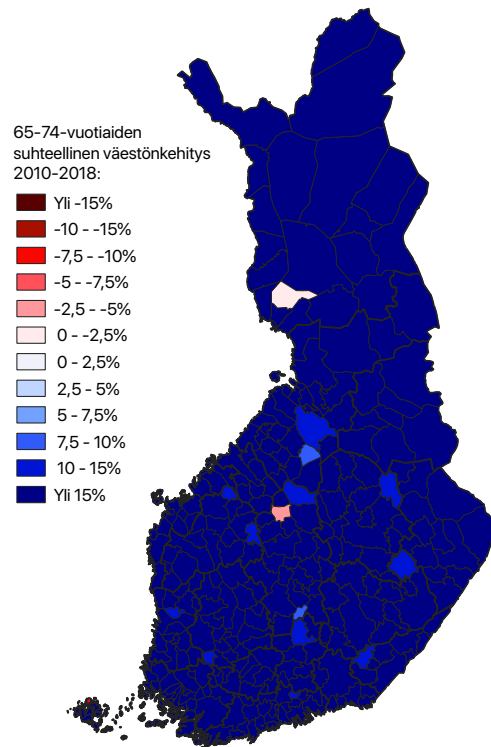 65-74-vuotiaiden
suhteellinen väestönkehitys
2010-2018:
Yli -15%
-10 - -15%
-7,5 - -10%
-5 - -7,5%
-2,5 - -5%
0 - -2,5%
0 - 2,5%
2,5 - 5%
5 - 7,5%
7,5 - 10%
10 - 15%
Yli 15%